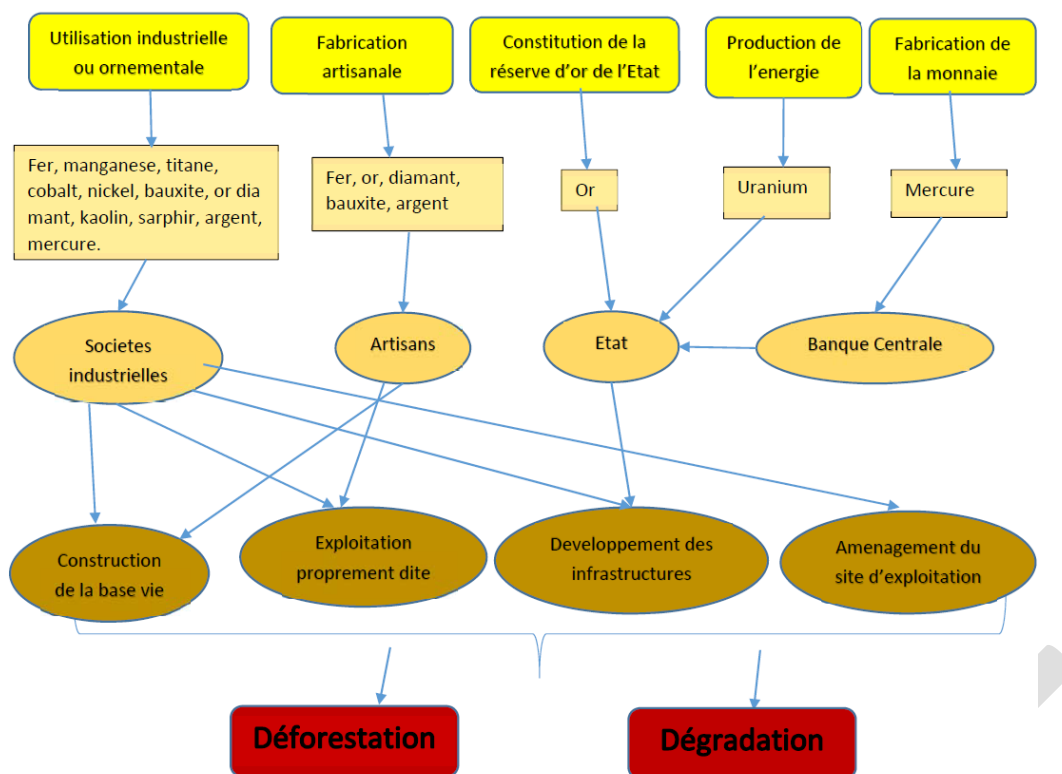 Utilisation industrielle
ou ornementale
Fabrication
artisanale
Constitution de la
réserve d'or de l'Etat
Production de
l'energie
Fabrication de
la monnaie
Fer, manganese, titane,
cobalt, nickel, bauxite, or dia
mant, kaolin, sarphir, argent,
mercure.
Fer, or, diamant,
bauxite, argent
Or
Uranium
Mercure
Societes
industrielles
Artisans
Etat
Banque Centrale
Construction
de la base vie
Exploitation
proprement dite
Developpement des
infrastructures
Amenagement du
site d'exploitation
Déforestation
Dégradation